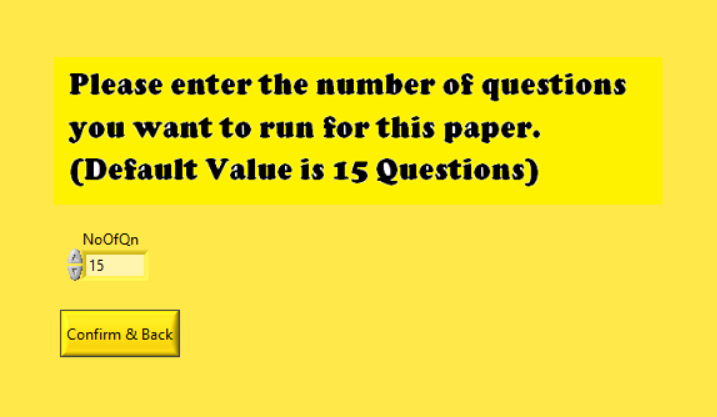 Please enter the number of questions
you want to run for this paper.
(Default Value is 15 Questions)
NoOfQn
15
Confirm & Back